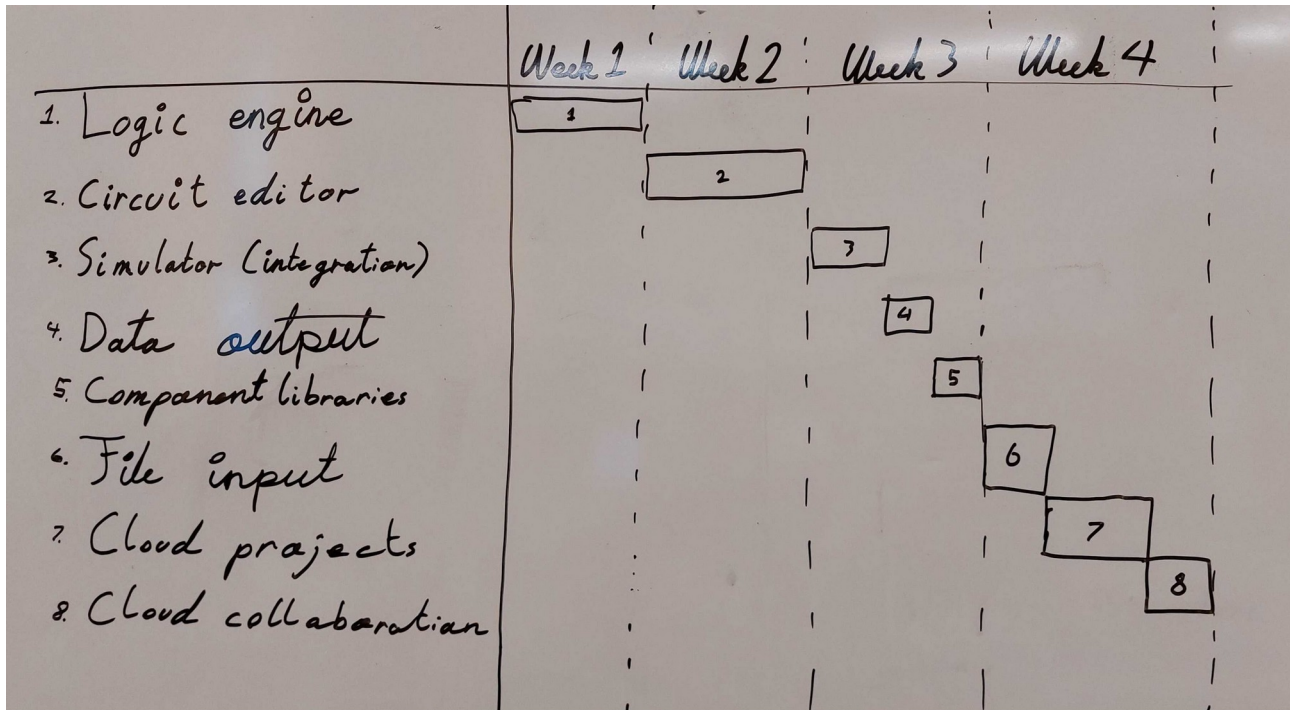 Week 1 Week 2 Week 3 Week 4
1. Logic engine 1
2. Circuit editor 2
3. Simulator (integration) 3
4. Data output 4
5. Component libraries 5
6. File input 6
7. Cloud projects 7
8. Cloud collaboration 8